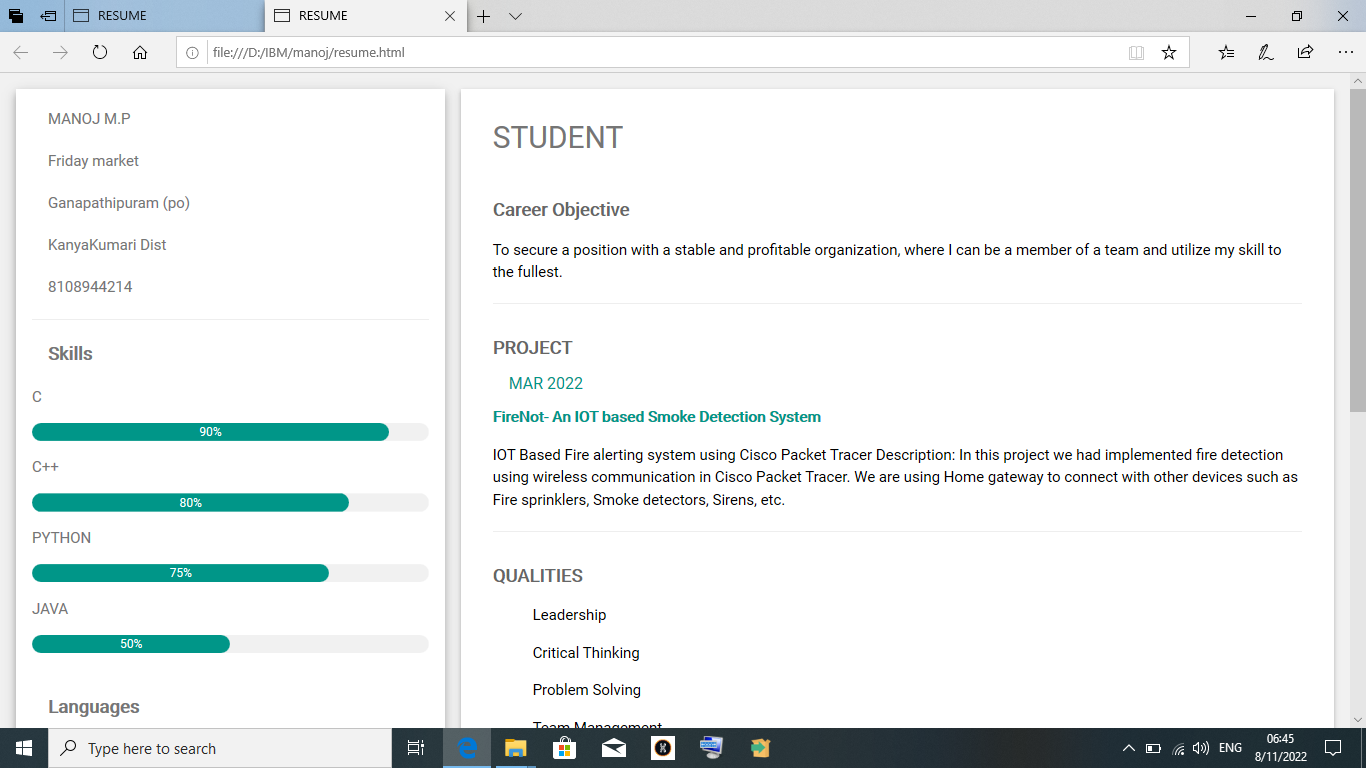 RESUME
RESUME
file:///D:/IBM/manoj/resume.html
MANOJ M.P
Friday market
Ganapathipuram (po)
KanyaKumari Dist
8108944214
Skills
C
90%
C++
80%
PYTHON
75%
JAVA
50%
Languages
STUDENT
Career Objective
To secure a position with a stable and profitable organization, where I can be a member of a team and utilize my skill to
the fullest.
PROJECT
MAR 2022
FireNot- An IOT based Smoke Detection System
IOT Based Fire alerting system using Cisco Packet Tracer Description: In this project we had implemented fire detection
using wireless communication in Cisco Packet Tracer. We are using Home gateway to connect with other devices such as
Fire sprinklers, Smoke detectors, Sirens, etc.
QUALITIES
Leadership
Critical Thinking
Problem Solving
Team Management
Type here to search
ENG
06:45
8/11/2022